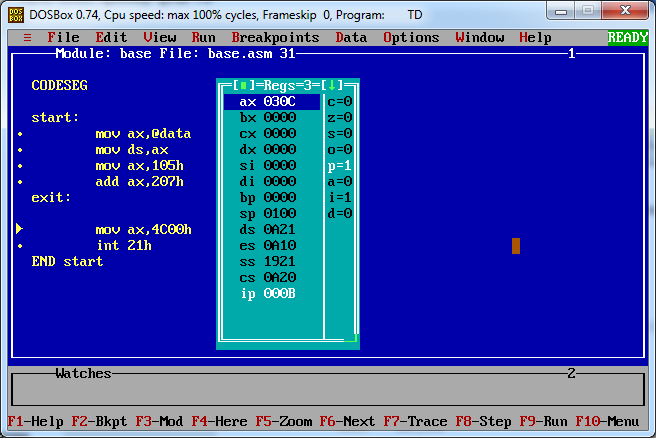 DOSBox 0.74, Cpu speed: max 100% cycles, Frameskip 0, Program: TD
≡ File Edit View Run Breakpoints Data Options Window Help READY
Module: base File: base.asm 31 1
CODESEG
start:
mov ax,@data
mov ds,ax
mov ax,105h
add ax,207h
exit:
mov ax,4C00h
int 21h
END start
[■]=Regs=3=[↓]
ax 030C c=0
bx 0000 z=0
cx 0000 s=0
dx 0000 o=0
si 0000 p=1
di 0000 a=0
bp 0000 i=1
sp 0100 d=0
ds 0A21
es 0A10
ss 1921
cs 0A20
ip 000B
Watches 2
F1-Help F2-Bkpt F3-Mod F4-Here F5-Zoom F6-Next F7-Trace F8-Step F9-Run F10-Menu